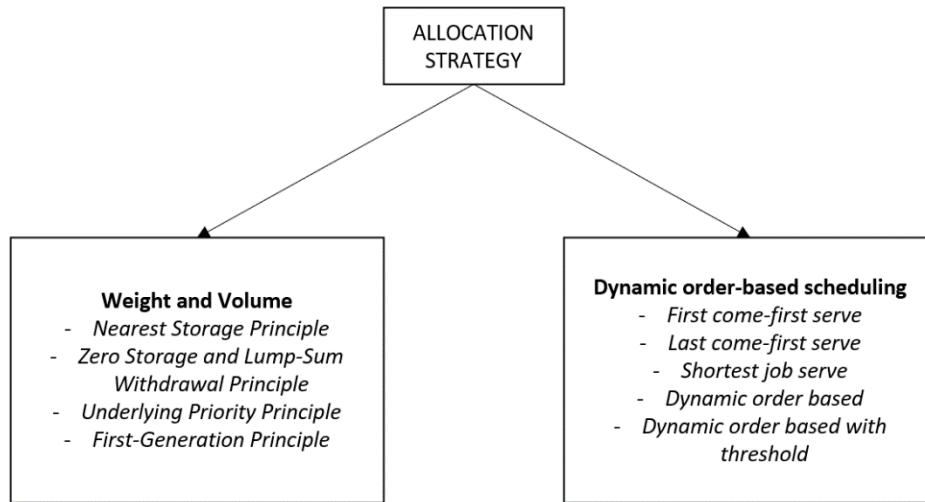 ALLOCATION
STRATEGY
Weight and Volume
- Nearest Storage Principle
- Zero Storage and Lump-Sum
Withdrawal Principle
- Underlying Priority Principle
- First-Generation Principle
Dynamic order-based scheduling
- First come-first serve
- Last come-first serve
- Shortest job serve
- Dynamic order based
- Dynamic order based with
threshold